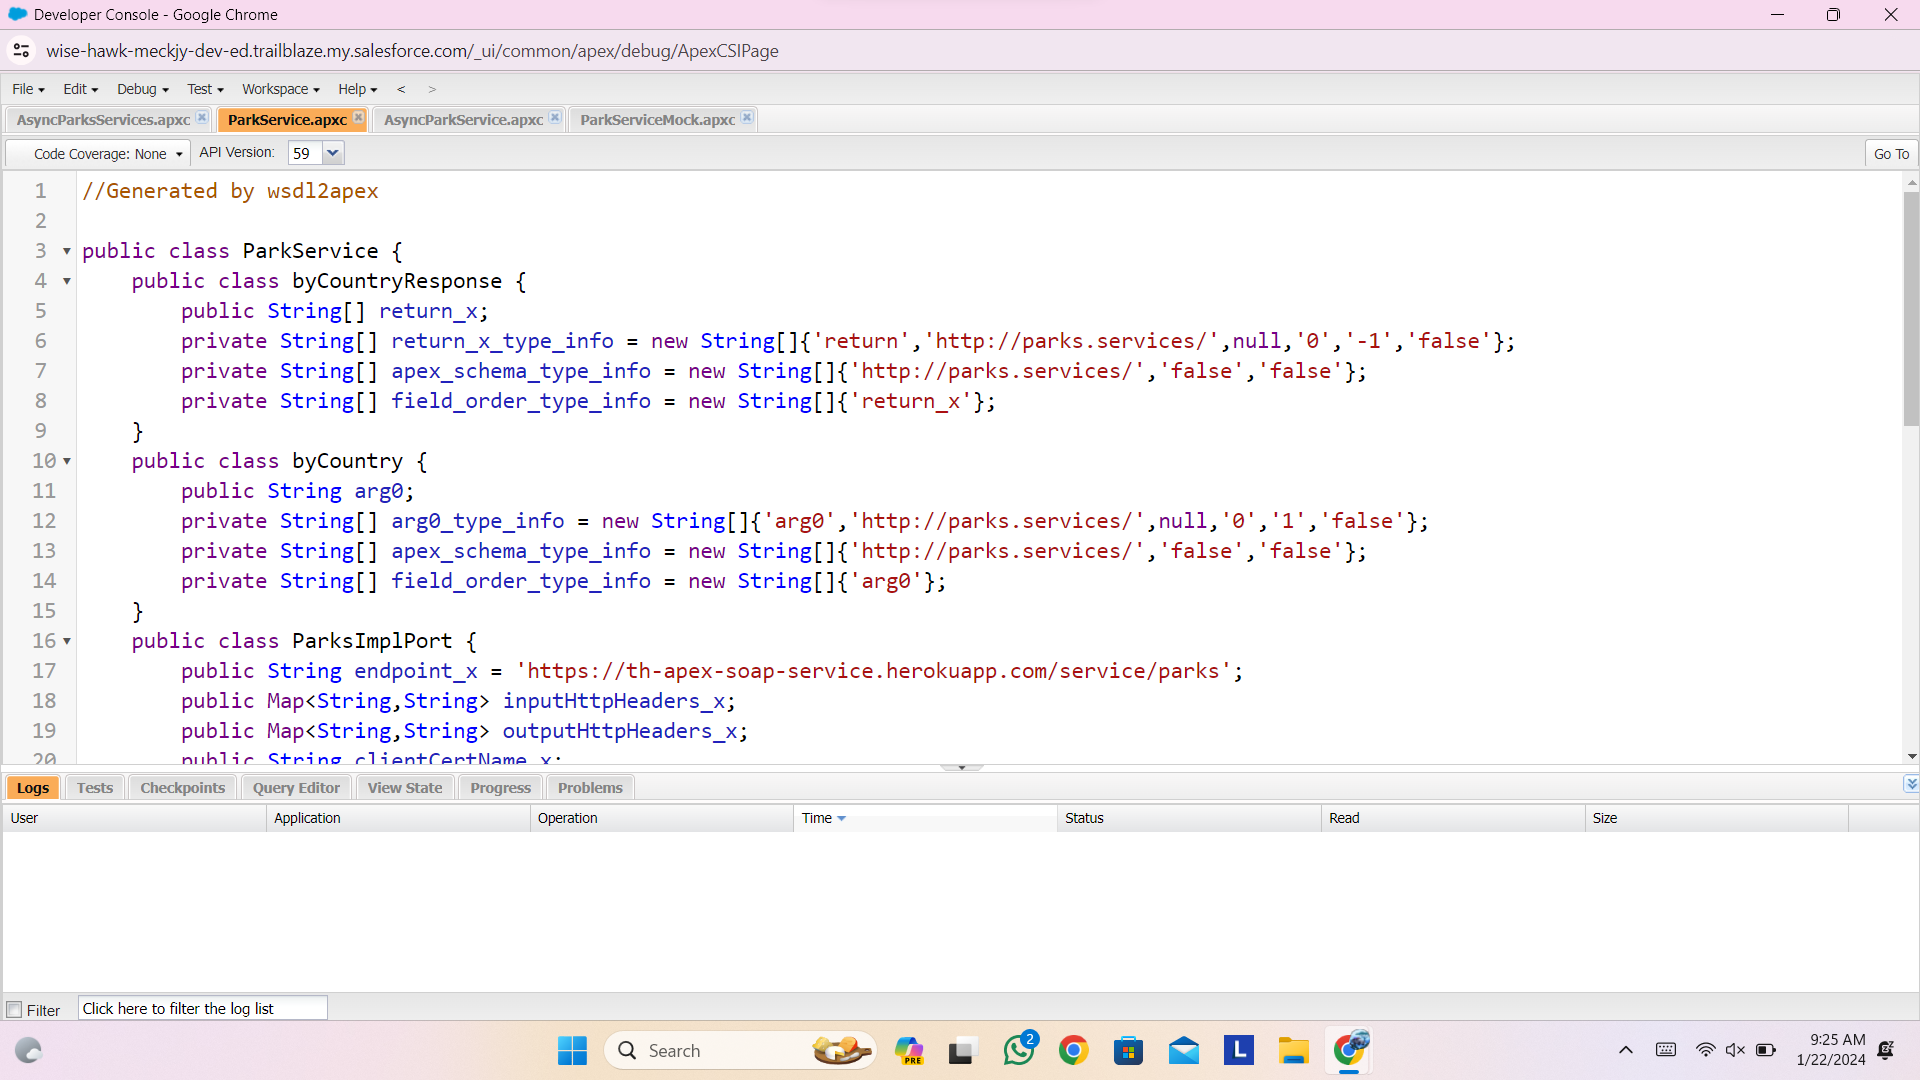 Developer Console - Google Chrome
wise-hawk-meckjy-dev-ed.trailblaze.my.salesforce.com/_ui/common/apex/debug/ApexCSIPage
File Edit Debug Test Workspace Help < >
AsyncParksServices.apxc ParkService.apxc AsyncParkService.apxc ParkServiceMock.apxc
Code Coverage: None API Version: 59 Go To
1 //Generated by wsdl2apex
2
3 public class ParkService {
4 public class byCountryResponse {
5 public String[] return_x;
6 private String[] return_x_type_info = new String[]{'return','http://parks.services/',null,'0','-1','false'};
7 private String[] apex_schema_type_info = new String[]{'http://parks.services/','false','false'};
8 private String[] field_order_type_info = new String[]{'return_x'};
9 }
10 public class byCountry {
11 public String arg0;
12 private String[] arg0_type_info = new String[]{'arg0','http://parks.services/',null,'0','1','false'};
13 private String[] apex_schema_type_info = new String[]{'http://parks.services/','false','false'};
14 private String[] field_order_type_info = new String[]{'arg0'};
15 }
16 public class ParksImplPort {
17 public String endpoint_x = 'https://th-apex-soap-service.herokuapp.com/service/parks';
18 public Map<String,String> inputHttpHeaders_x;
19 public Map<String,String> outputHttpHeaders_x;
20 public String clientCertName_x;
Logs Tests Checkpoints Query Editor View State Progress Problems
User Application Operation Time Status Read Size
Filter Click here to filter the log list
Search
PRE
2
L
9:25 AM
1/22/2024